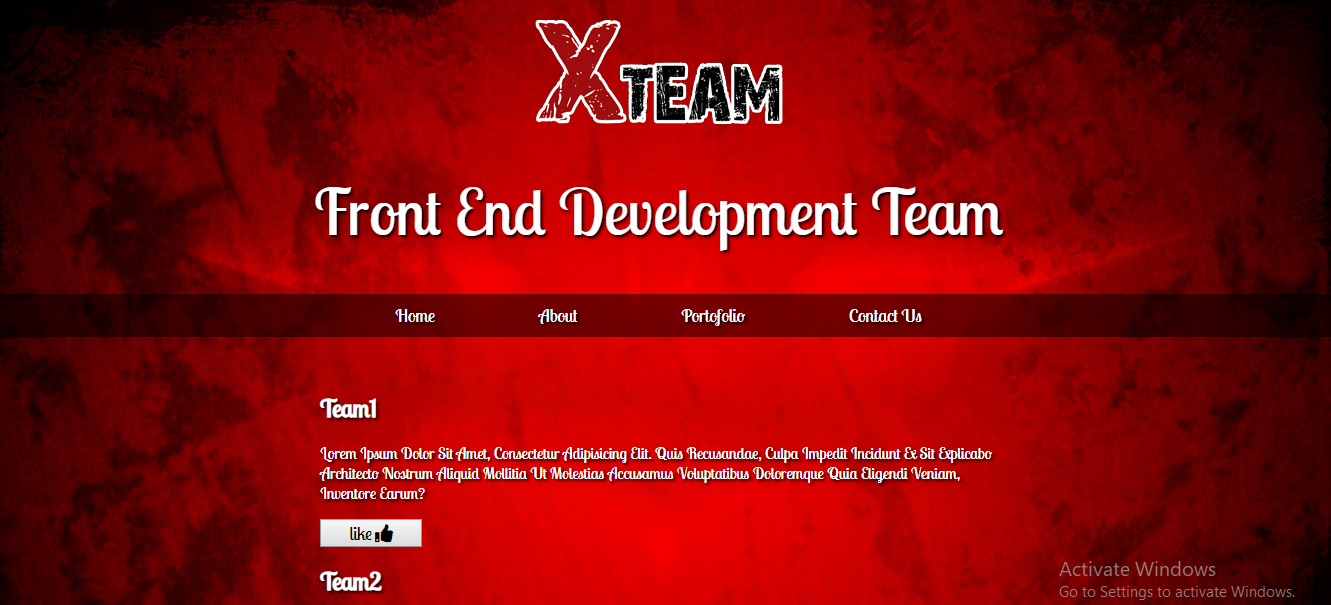 XTEAM
Front End Development Team
Home About Portofolio Contact Us
Team1
Lorem Ipsum Dolor Sit Amet, Consectetur Adipisicing Elit. Quis Recusandae, Culpa Impedit Incidunt Ex Sit Explicabo
Architecto Nostrum Aliquid Mollitia Ut Molestias Accusamus Voluptatibus Doloremque Quia Eligendi Veniam,
Inventore Earum?
like
Team2
Activate Windows
Go to Settings to activate Windows.